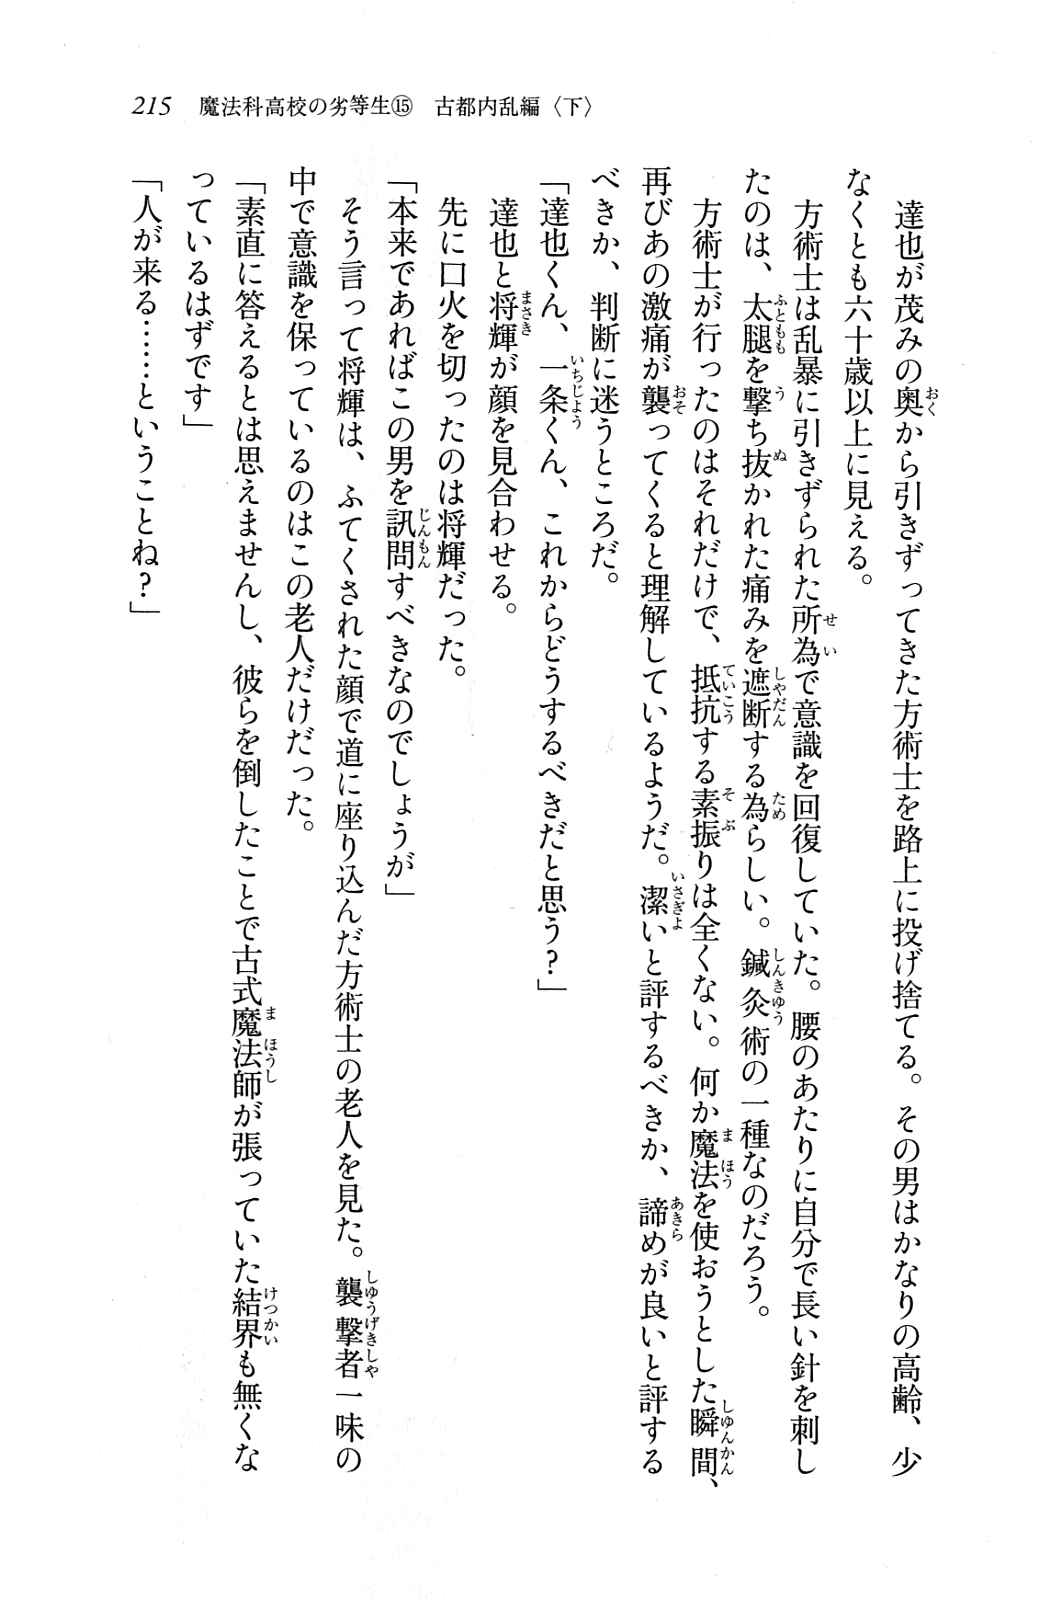 215　魔法科高校の劣等生⑮　古都内乱編〈下〉
　達也が茂みの奥から引きずってきた方術士を路上に投げ捨てる。その男はかなりの高齢、少
なくとも六十歳以上に見える。
　方術士は乱暴に引きずられた所為で意識を回復していた。腰のあたりに自分で長い針を刺し
たのは、太腿を撃ち抜かれた痛みを遮断する為らしい。鍼灸術の一種なのだろう。
　方術士が行ったのはそれだけで、抵抗する素振りは全くない。何か魔法を使おうとした瞬間、
再びあの激痛が襲ってくると理解しているようだ。潔いと評するべきか、諦めが良いと評する
べきか、判断に迷うところだ。
「達也くん、一条くん、これからどうするべきだと思う？」
　達也と将輝が顔を見合わせる。
　先に口火を切ったのは将輝だった。
「本来であればこの男を訊問すべきなのでしょうが」
　そう言って将輝は、ふてくされた顔で道に座り込んだ方術士の老人を見た。襲撃者一味の
中で意識を保っているのはこの老人だけだった。
「素直に答えるとは思えませんし、彼らを倒したことで古式魔法師が張っていた結界も無くな
っているはずです」
「人が来る……ということね？」